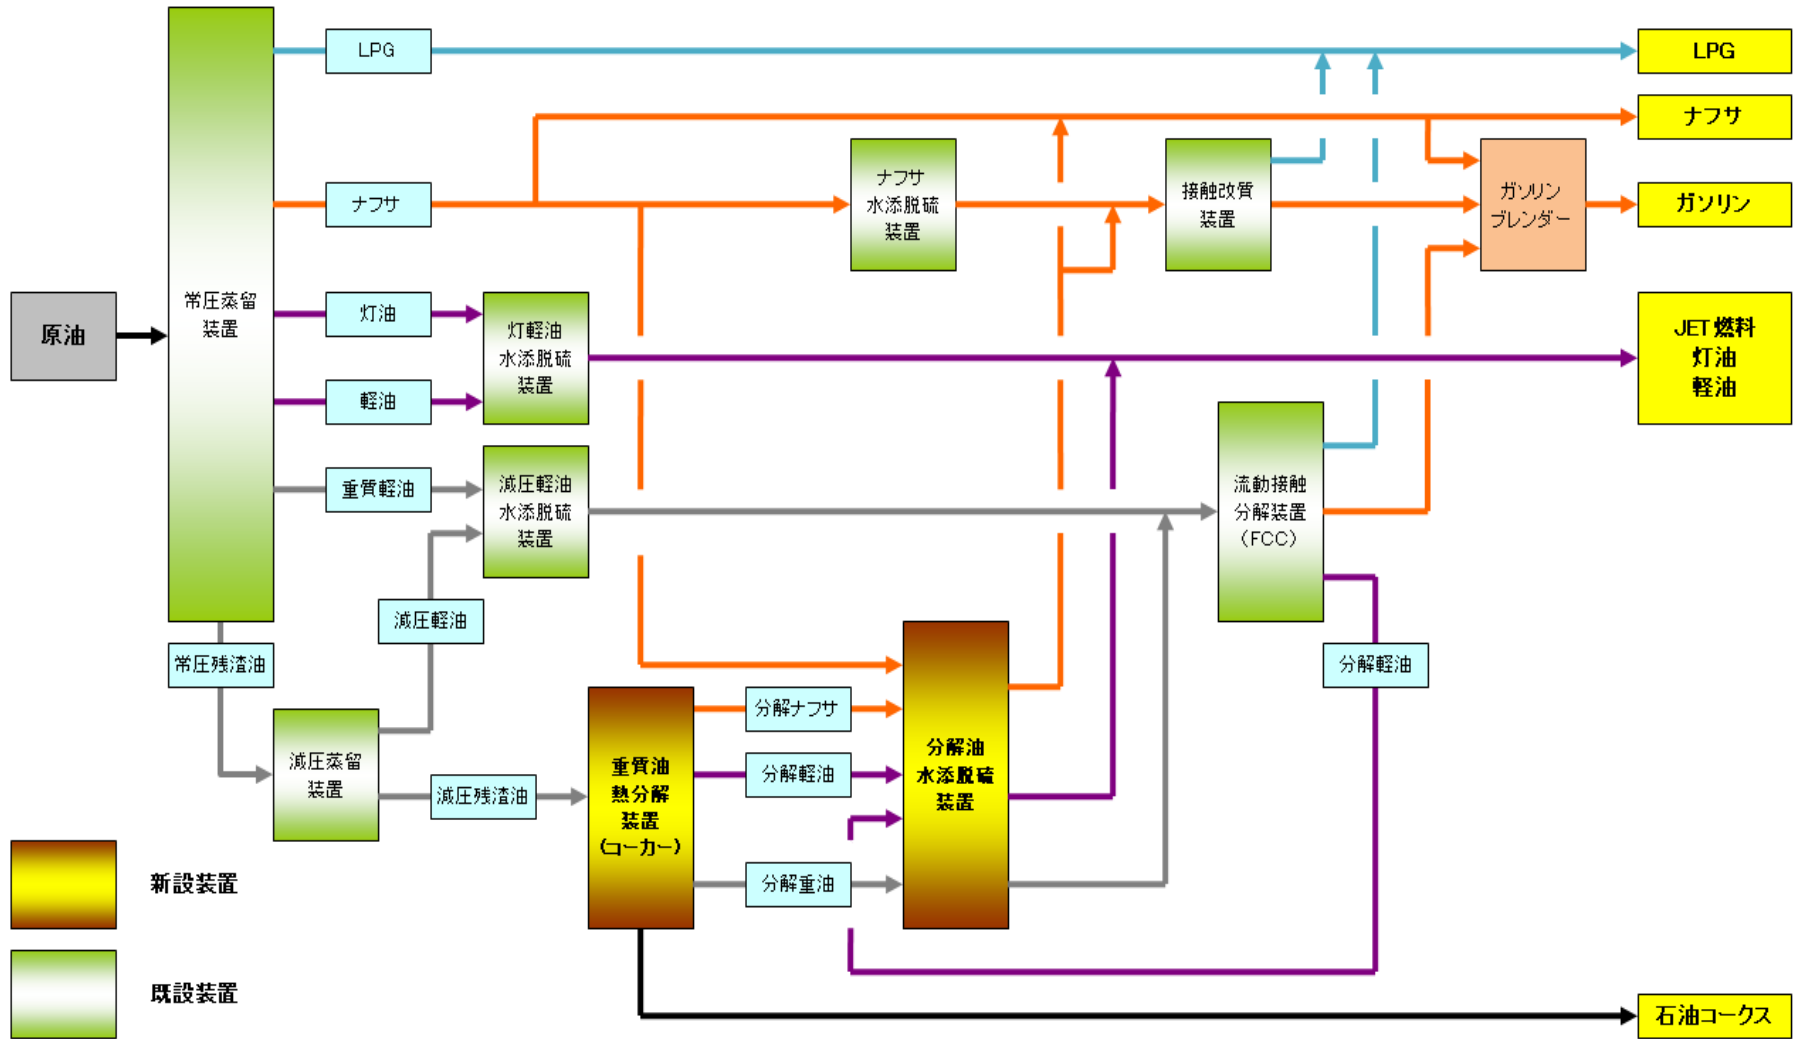 LPG
LPG
ナフサ
ナフサ
水添脱硫
装置
接触改質
装置
ガソリン
ブレンダー
ナフサ
ガソリン
原油
常圧蒸留
装置
灯油
灯軽油
水添脱硫
装置
軽油
JET燃料
灯油
軽油
重質軽油
減圧軽油
水添脱硫
装置
流動接触
分解装置
(FCC)
減圧軽油
常圧残渣油
分解軽油
減圧蒸留
装置
減圧残渣油
重質油
熱分解
装置
(コーカー)
分解ナフサ
分解軽油
分解重油
分解油
水添脱硫
装置
新設装置
既設装置
石油コークス